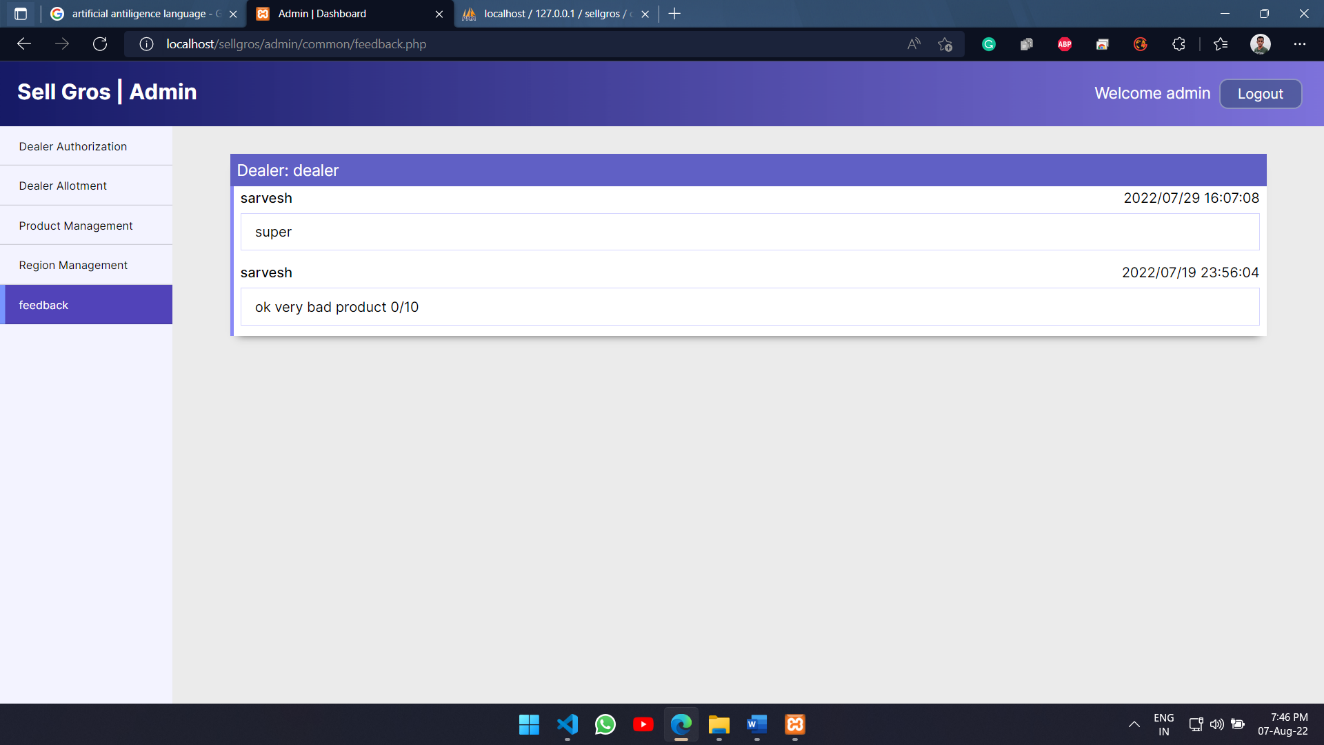 artificial antiligence language - G
Admin | Dashboard
localhost / 127.0.0.1 / sellgros /
localhost/sellgros/admin/common/feedback.php
ABP
Sell Gros | Admin
Welcome admin
Logout
Dealer Authorization
Dealer Allotment
Product Management
Region Management
feedback
Dealer: dealer
sarvesh
2022/07/29 16:07:08
super
sarvesh
2022/07/19 23:56:04
ok very bad product 0/10
ENG
IN
7:46 PM
07-Aug-22